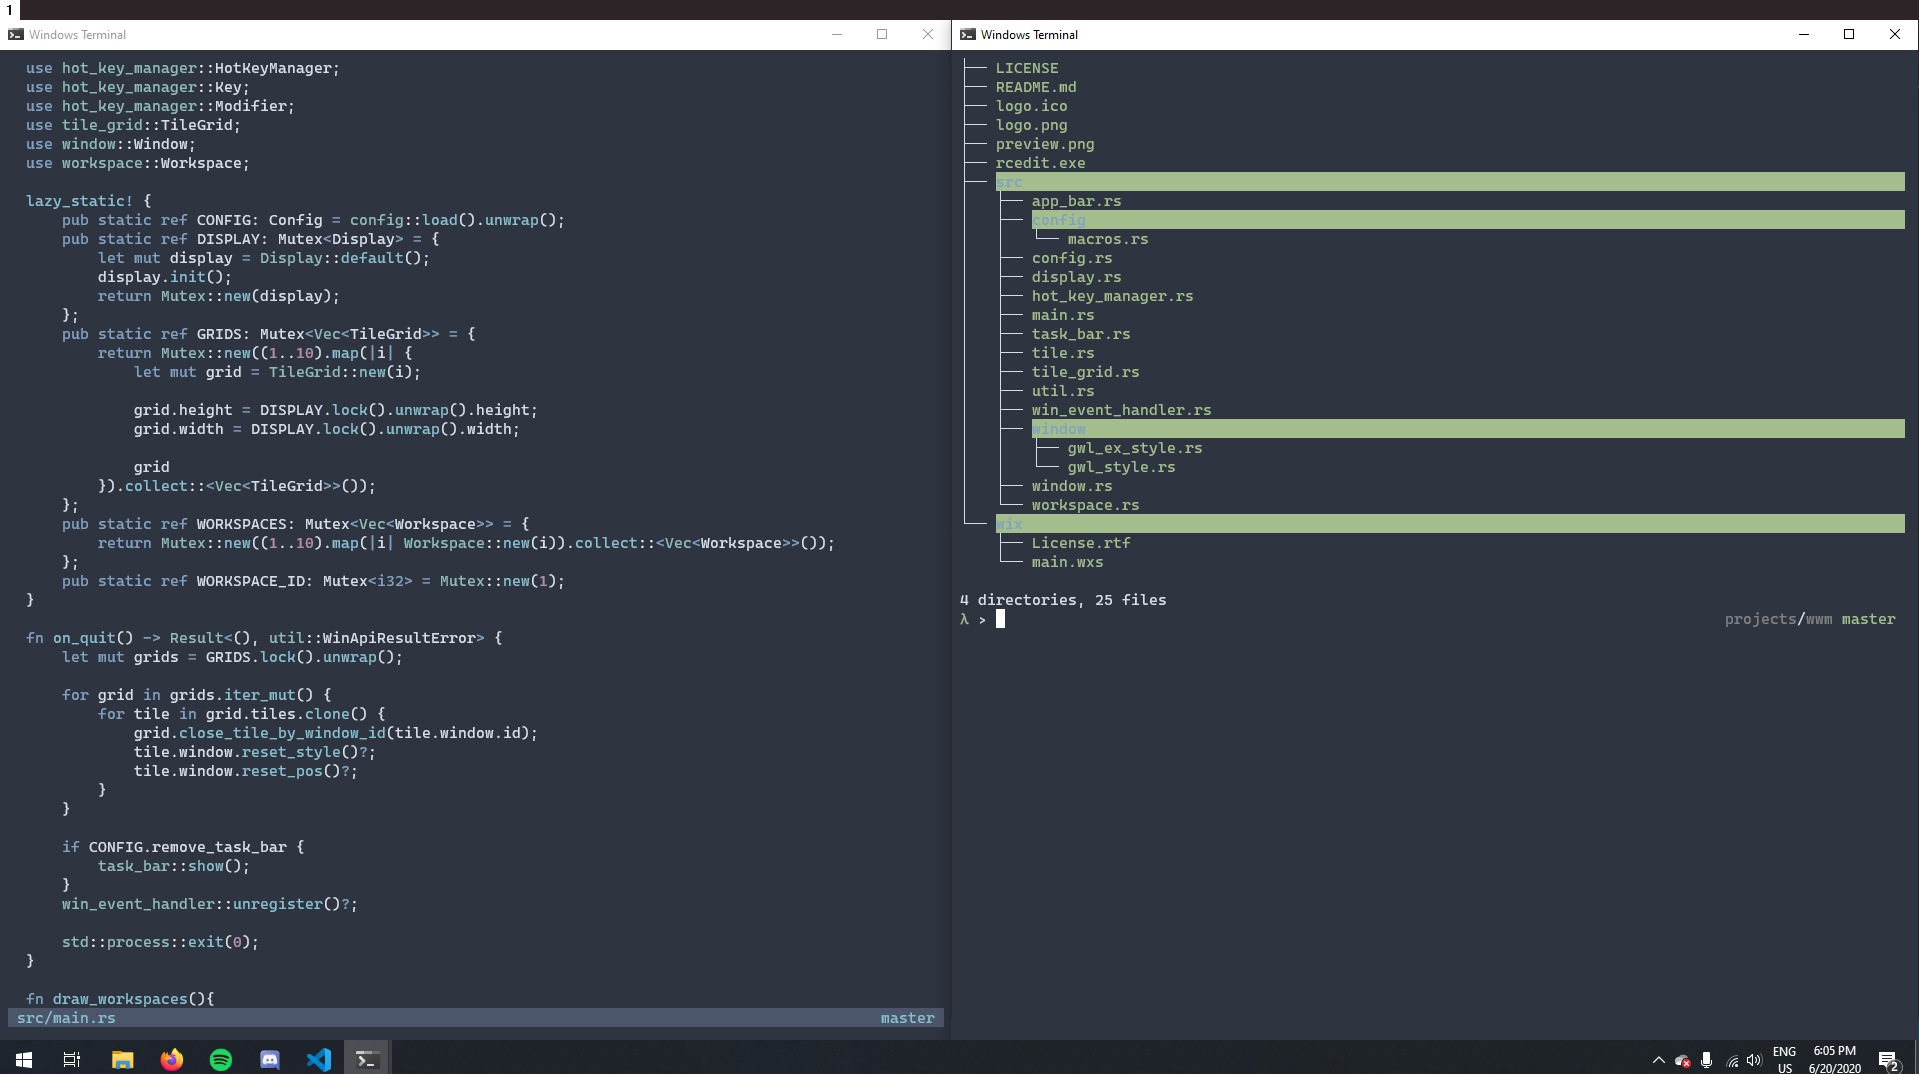 1
Windows Terminal
use hot_key_manager::HotKeyManager;
use hot_key_manager::Key;
use hot_key_manager::Modifier;
use tile_grid::TileGrid;
use window::Window;
use workspace::Workspace;
lazy_static! {
pub static ref CONFIG: Config = config::load().unwrap();
pub static ref DISPLAY: Mutex<Display> = {
let mut display = Display::default();
display.init();
return Mutex::new(display);
};
pub static ref GRIDS: Mutex<Vec<TileGrid>> = {
return Mutex::new((1..10).map(|i| {
let mut grid = TileGrid::new(i);
grid.height = DISPLAY.lock().unwrap().height;
grid.width = DISPLAY.lock().unwrap().width;
grid
}).collect::<Vec<TileGrid>>());
};
pub static ref WORKSPACES: Mutex<Vec<Workspace>> = {
return Mutex::new((1..10).map(|i| Workspace::new(i)).collect::<Vec<Workspace>>());
};
pub static ref WORKSPACE_ID: Mutex<i32> = Mutex::new(1);
}
fn on_quit() -> Result<(), util::WinApiResultError> {
let mut grids = GRIDS.lock().unwrap();
for grid in grids.iter_mut() {
for tile in grid.tiles.clone() {
grid.close_tile_by_window_id(tile.window.id);
tile.window.reset_style()?;
tile.window.reset_pos()?;
}
}
if CONFIG.remove_task_bar {
task_bar::show();
}
win_event_handler::unregister()?;
std::process::exit(0);
}
fn draw_workspaces(){
src/main.rs master
Windows Terminal
LICENSE
README.md
logo.ico
logo.png
preview.png
rcedit.exe
src
app_bar.rs
config
macros.rs
config.rs
display.rs
hot_key_manager.rs
main.rs
task_bar.rs
tile.rs
tile_grid.rs
util.rs
win_event_handler.rs
window
gwl_ex_style.rs
gwl_style.rs
window.rs
workspace.rs
wix
License.rtf
main.wxs
4 directories, 25 files
λ > projects/wwm master
ENG 6:05 PM
US 6/20/2020 2